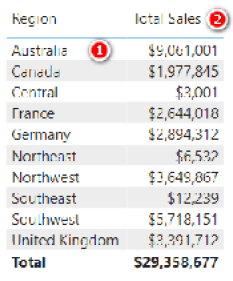 Region Total Sales 2
Australia 1 $9,061,001
Canada $1,977,845
Central $3,001
France $2,644,018
Germany $2,894,312
Northeast $6,532
Northwest $3,649,867
Southeast $12,239
Southwest $5,718,151
United Kingdom $3,391,712
Total $29,358,677